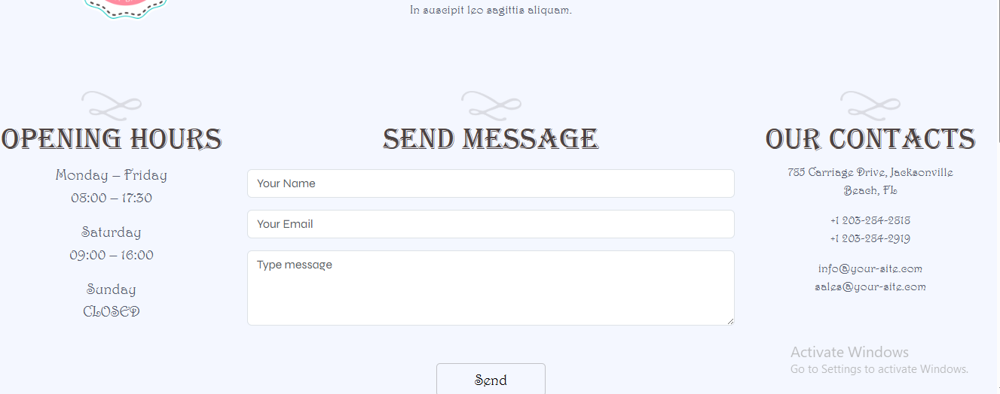 In suscipit leo sagittis aliquam.
OPENING HOURS
Monday – Friday
08:00 – 17:30
Saturday
09:00 – 16:00
Sunday
CLOSED
SEND MESSAGE
Your Name
Your Email
Type message
Send
OUR CONTACTS
785 Carriage Drive, Jacksonville
Beach, FL
+1 203-284-2818
+1 203-284-2919
info@your-site.com
sales@your-site.com
Activate Windows
Go to Settings to activate Windows.